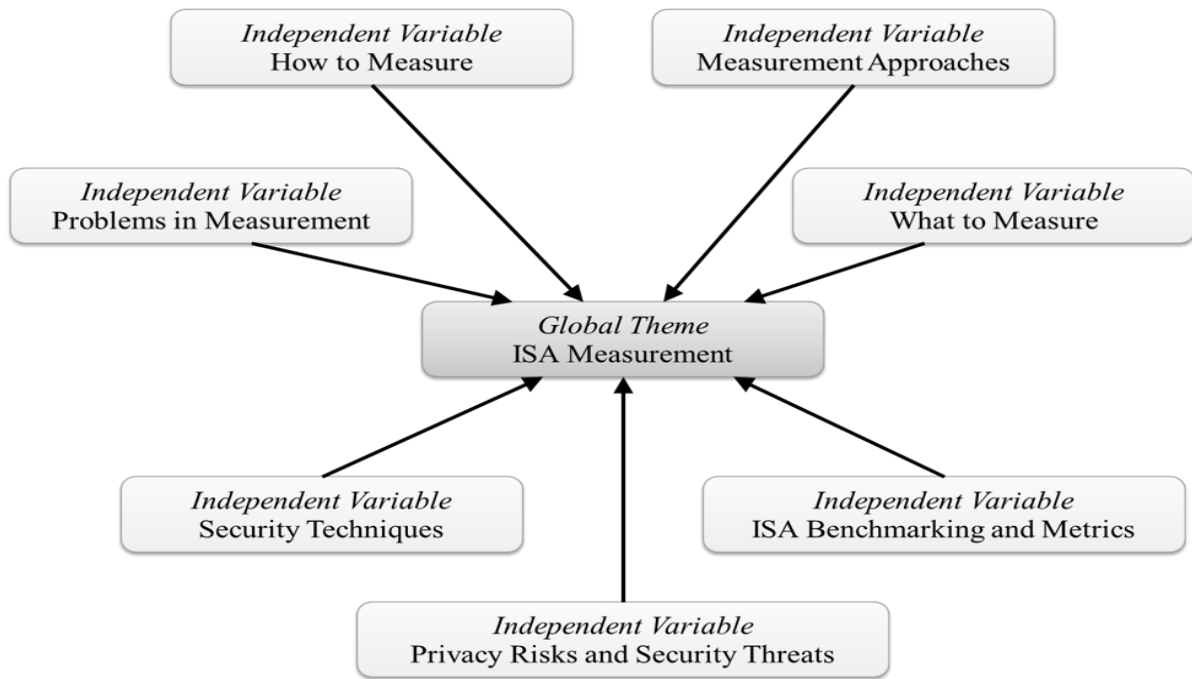 Independent Variable
How to Measure
Independent Variable
Measurement Approaches
Independent Variable
Problems in Measurement
Independent Variable
What to Measure
Global Theme
ISA Measurement
Independent Variable
Security Techniques
Independent Variable
ISA Benchmarking and Metrics
Independent Variable
Privacy Risks and Security Threats